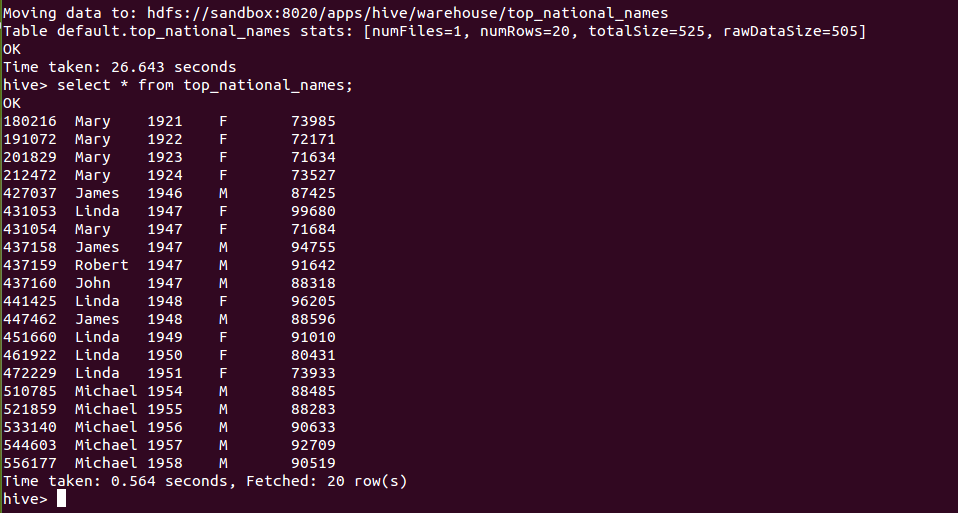 Moving data to: hdfs://sandbox:8020/apps/hive/warehouse/top_national_names
Table default.top_national_names stats: [numFiles=1, numRows=20, totalSize=525, rawDataSize=505]
OK
Time taken: 26.643 seconds
hive> select * from top_national_names;
OK
180216  Mary    1921    F       73985
191072  Mary    1922    F       72171
201829  Mary    1923    F       71634
212472  Mary    1924    F       73527
427037  James   1946    M       87425
431053  Linda   1947    F       99680
431054  Mary    1947    F       71684
437158  James   1947    M       94755
437159  Robert  1947    M       91642
437160  John    1947    M       88318
441425  Linda   1948    F       96205
447462  James   1948    M       88596
451660  Linda   1949    F       91010
461922  Linda   1950    F       80431
472229  Linda   1951    F       73933
510785  Michael 1954    M       88485
521859  Michael 1955    M       88283
533140  Michael 1956    M       90633
544603  Michael 1957    M       92709
556177  Michael 1958    M       90519
Time taken: 0.564 seconds, Fetched: 20 row(s)
hive>